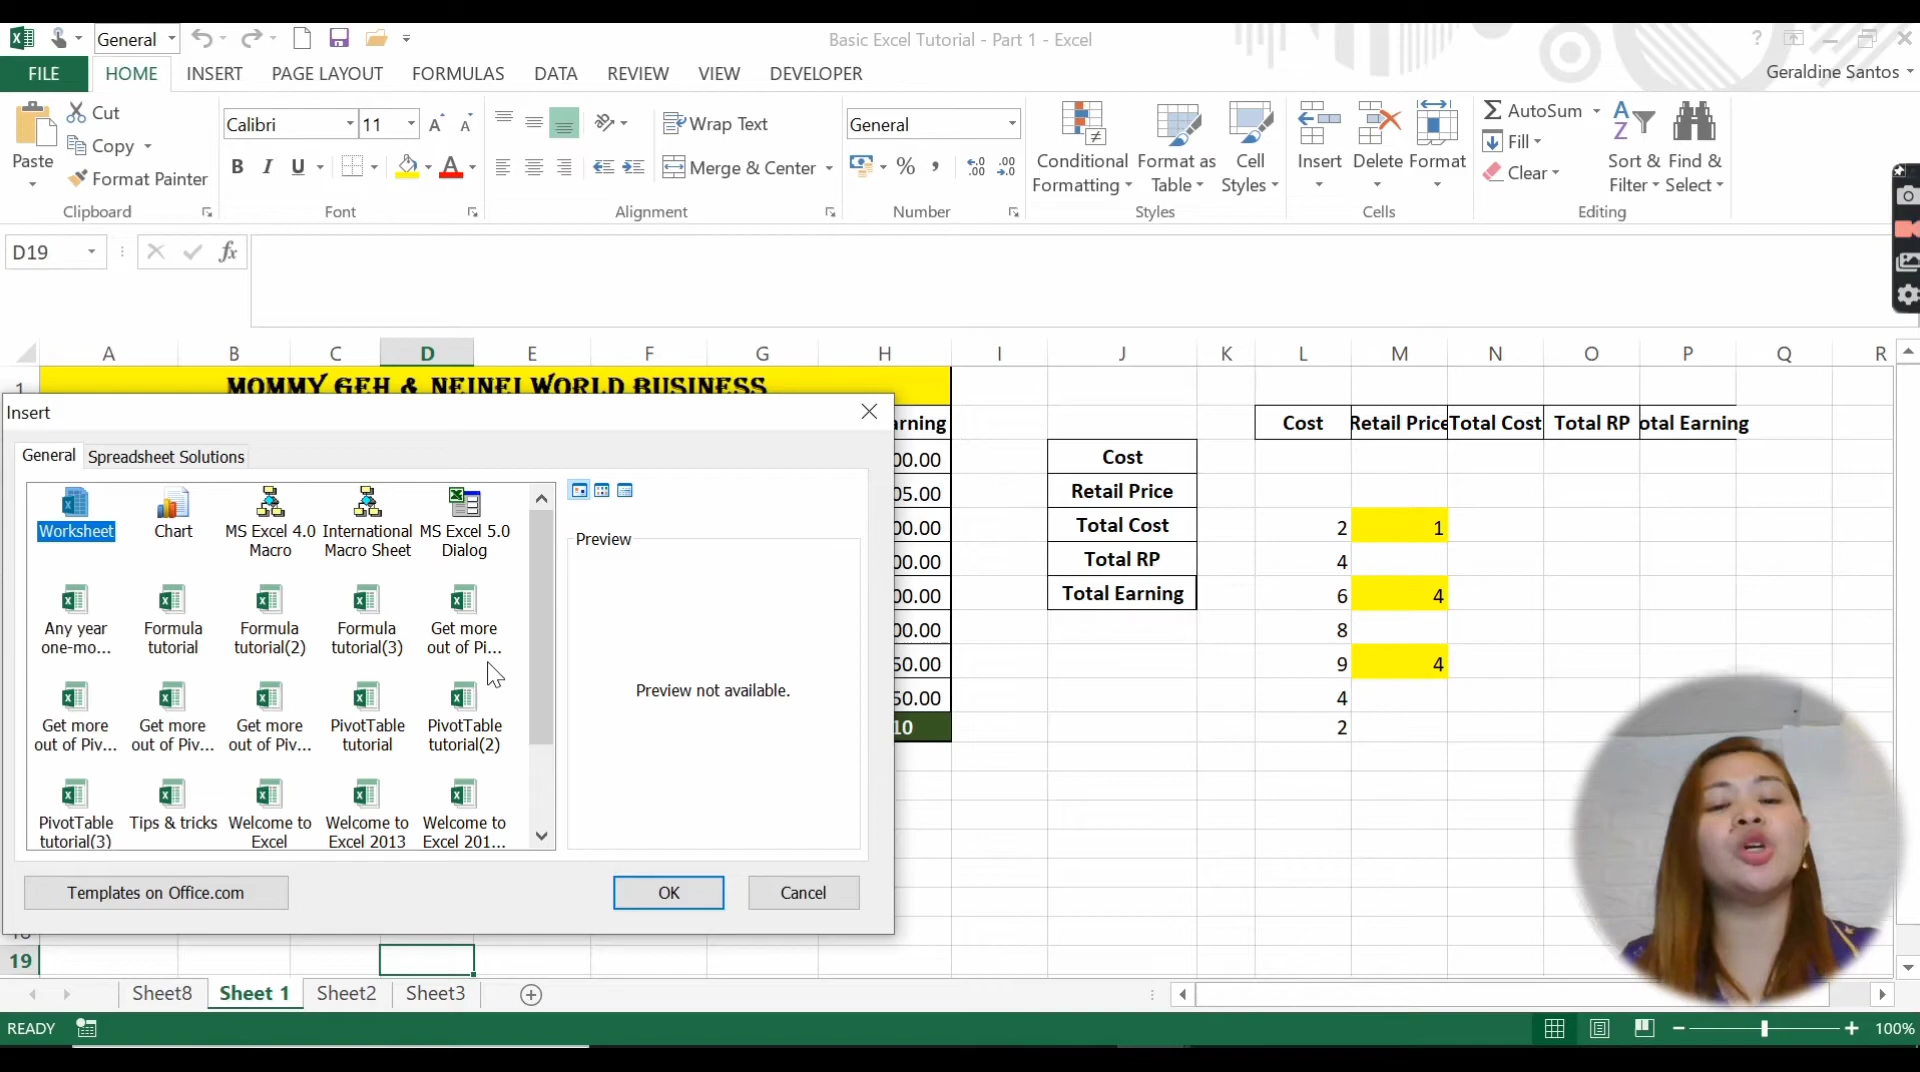 General
Basic Excel Tutorial - Part 1 - Excel
?
FILE HOME INSERT PAGE LAYOUT FORMULAS DATA REVIEW VIEW DEVELOPER Geraldine Santos
Paste
Cut
Copy
Format Painter
Clipboard
Calibri 11
B I U A
Font
Wrap Text
Merge & Center
Alignment
General
% ,
Number
Conditional
Formatting
Format as
Table
Cell
Styles
Styles
Insert
Delete
Format
Cells
AutoSum
Fill
Clear
Sort &
Filter
Find &
Select
Editing
D19
fx
A B C D E F G H I J K L M N O P Q R
1 MOMMY GEH & NEINEI WORLD BUSINESS
arning
00.00
05.00
00.00
00.00
00.00
00.00
50.00
50.00
10
Cost
Retail Price
Total Cost
Total RP
Total Earning
Cost Retail Price Total Cost Total RP otal Earning
2 1
4
6 4
8
9 4
4
2
Insert
General Spreadsheet Solutions
Worksheet
Chart
MS Excel 4.0
Macro
International
Macro Sheet
MS Excel 5.0
Dialog
Any year
one-mo...
Formula
tutorial
Formula
tutorial(2)
Formula
tutorial(3)
Get more
out of Pi...
Get more
out of Piv...
Get more
out of Piv...
Get more
out of Piv...
PivotTable
tutorial
PivotTable
tutorial(2)
PivotTable
tutorial(3)
Tips & tricks
Welcome to
Excel
Welcome to
Excel 2013
Welcome to
Excel 201...
Preview
Preview not available.
Templates on Office.com
OK
Cancel
19
Sheet8 Sheet 1 Sheet2 Sheet3
READY
100%